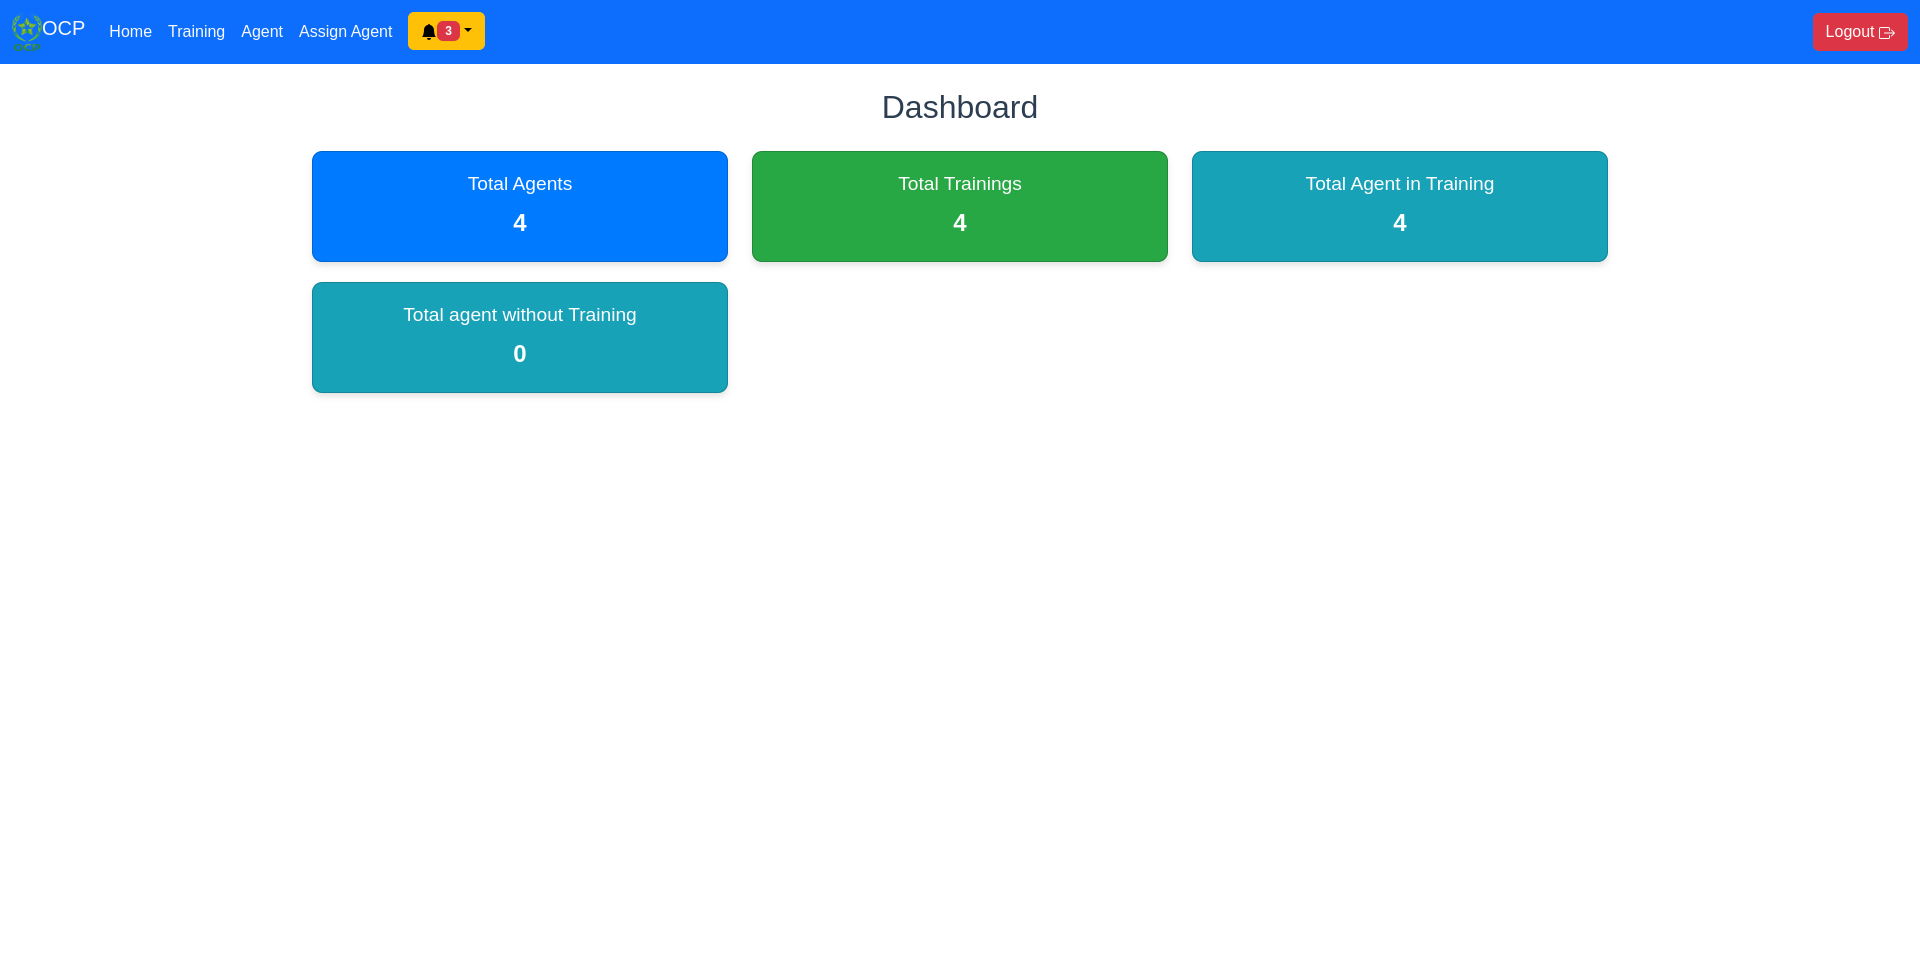 OCP
OCP Home Training Agent Assign Agent 3 Logout
Dashboard
Total Agents
4
Total Trainings
4
Total Agent in Training
4
Total agent without Training
0